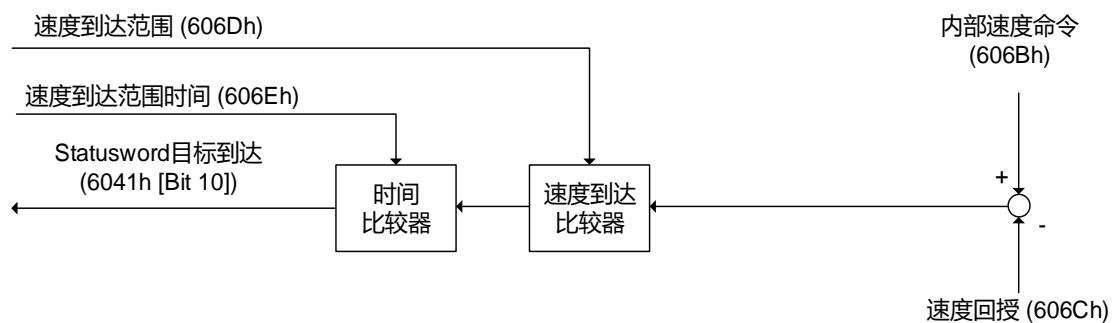 速度到达范围 (606Dh)
内部速度命令
(606Bh)
速度到达范围时间 (606Eh)
Statusword目标到达
(6041h [Bit 10])
时间
比较器
速度到达
比较器
+
-
速度回授 (606Ch)